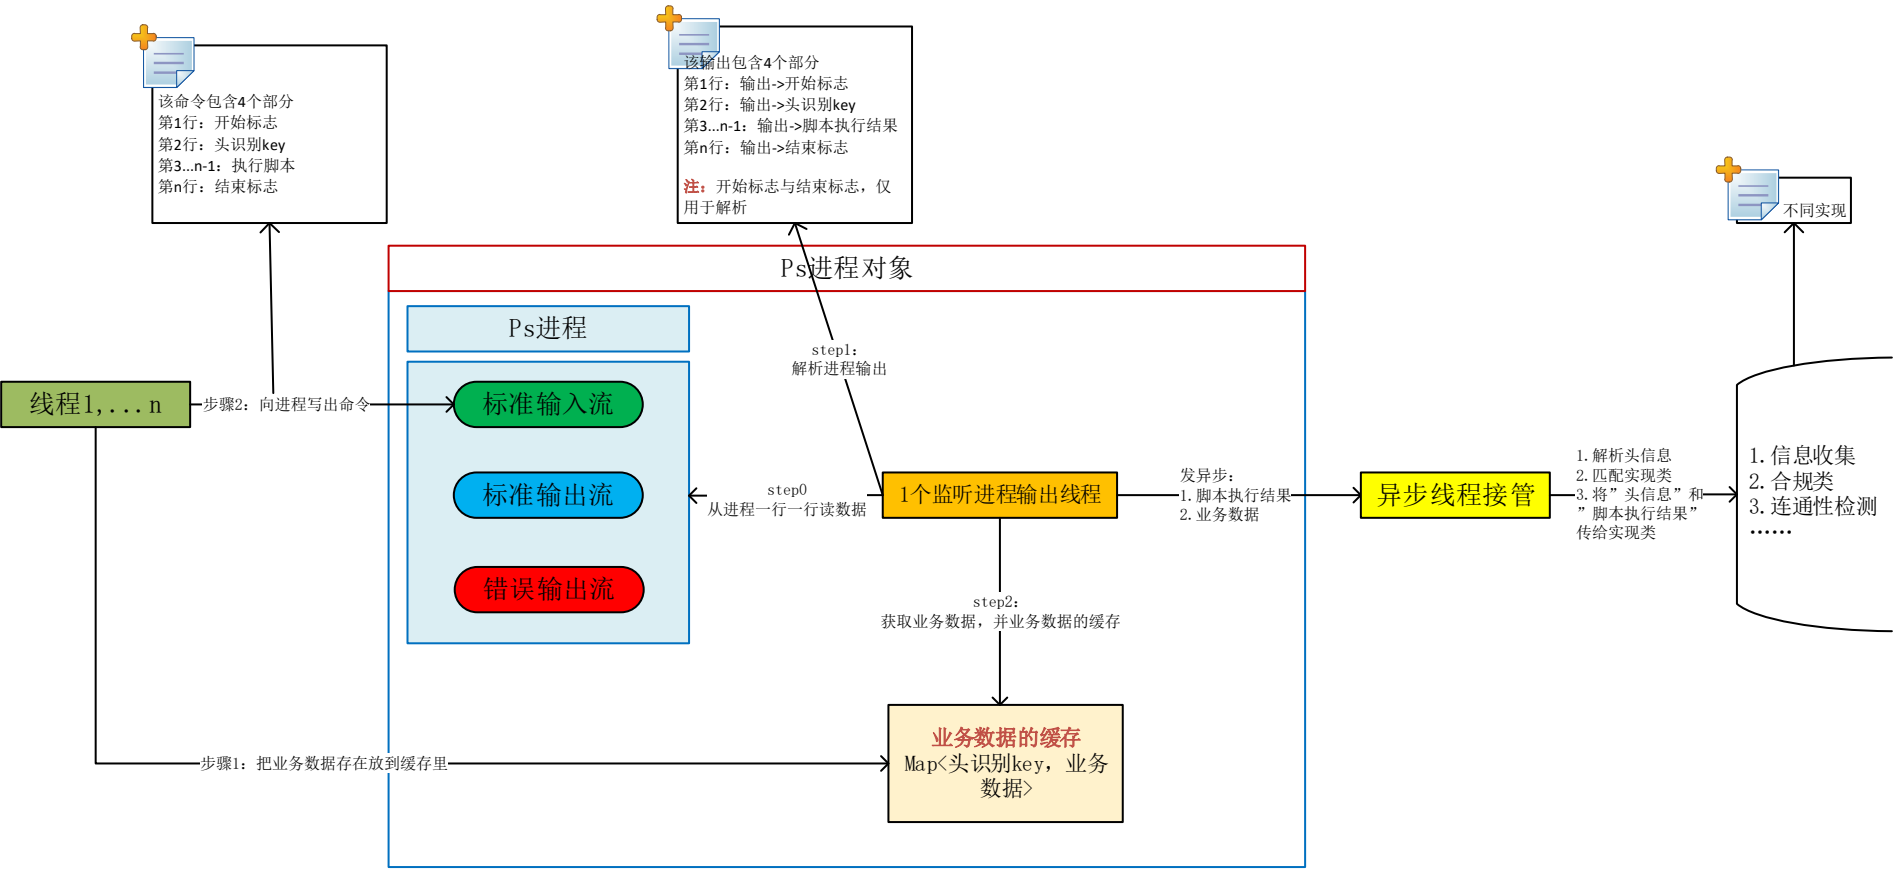 该命令包含4个部分
第1行：开始标志
第2行：头识别key
第3...n-1：执行脚本
第n行：结束标志
该输出包含4个部分
第1行：输出->开始标志
第2行：输出->头识别key
第3...n-1：输出->脚本执行结果
第n行：输出->结束标志
注：开始标志与结束标志，仅
用于解析
不同实现
Ps进程对象
Ps进程
step1：
解析进程输出
线程1,...n
步骤2：向进程写出命令
标准输入流
标准输出流
错误输出流
step0
从进程一行一行读数据
1个监听进程输出线程
发异步：
1.脚本执行结果
2.业务数据
异步线程接管
1.解析头信息
2.匹配实现类
3.将”头信息”和
”脚本执行结果”
传给实现类
1.信息收集
2.合规类
3.连通性检测
······
step2：
获取业务数据，并业务数据的缓存
步骤1：把业务数据存在放到缓存里
业务数据的缓存
Map<头识别key，业务
数据>